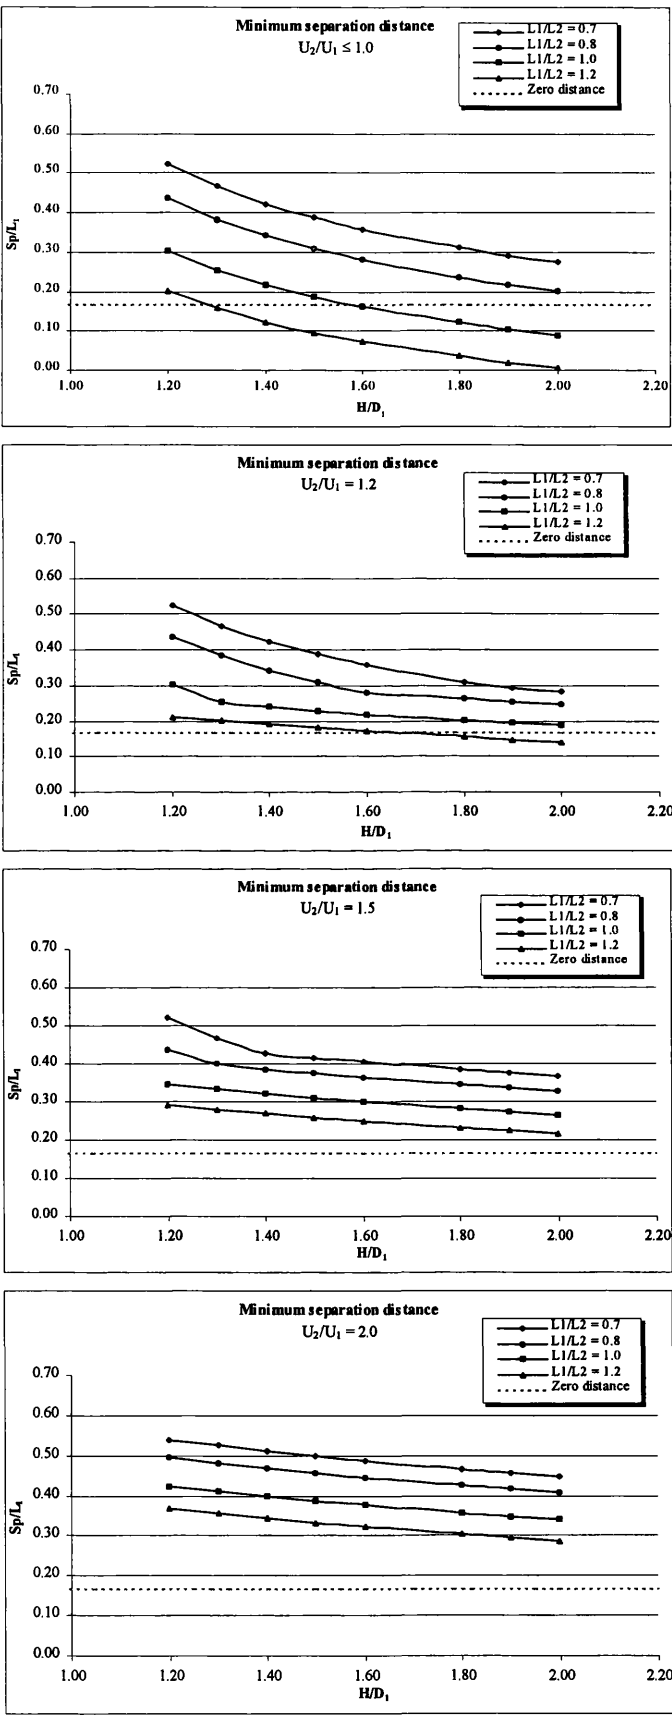 Minimum separation distance
U₂/U₁ ≤ 1.0
L1/L2 = 0.7
L1/L2 = 0.8
L1/L2 = 1.0
L1/L2 = 1.2
Zero distance
0.70
0.60
0.50
0.40
0.30
0.20
0.10
0.00
Sp/L₁
1.00 1.20 1.40 1.60 1.80 2.00 2.20
H/D₁
Minimum separation distance
U₂/U₁ = 1.2
L1/L2 = 0.7
L1/L2 = 0.8
L1/L2 = 1.0
L1/L2 = 1.2
Zero distance
0.70
0.60
0.50
0.40
0.30
0.20
0.10
0.00
Sp/L₁
1.00 1.20 1.40 1.60 1.80 2.00 2.20
H/D₁
Minimum separation distance
U₂/U₁ = 1.5
L1/L2 = 0.7
L1/L2 = 0.8
L1/L2 = 1.0
L1/L2 = 1.2
Zero distance
0.70
0.60
0.50
0.40
0.30
0.20
0.10
0.00
Sp/L₁
1.00 1.20 1.40 1.60 1.80 2.00 2.20
H/D₁
Minimum separation distance
U₂/U₁ = 2.0
L1/L2 = 0.7
L1/L2 = 0.8
L1/L2 = 1.0
L1/L2 = 1.2
Zero distance
0.70
0.60
0.50
0.40
0.30
0.20
0.10
0.00
Sp/L₁
1.00 1.20 1.40 1.60 1.80 2.00 2.20
H/D₁